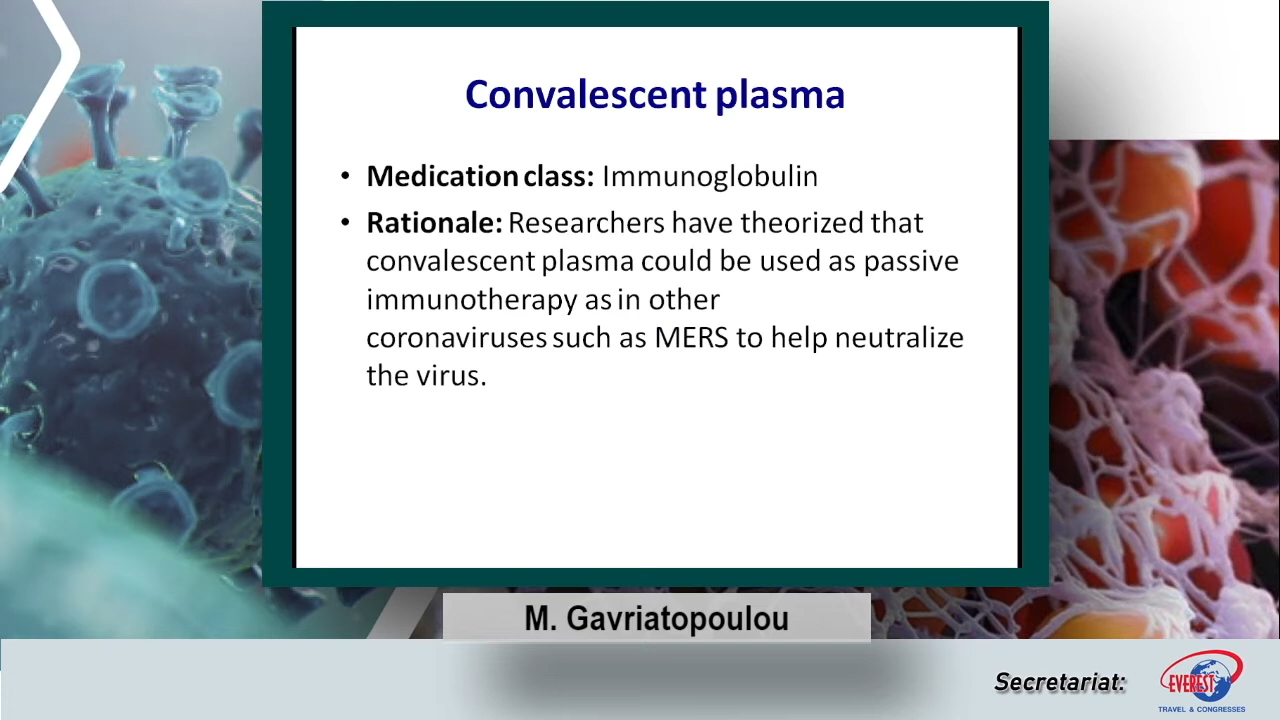 Convalescent plasma
• Medication class: Immunoglobulin
• Rationale: Researchers have theorized that
convalescent plasma could be used as passive
immunotherapy as in other
coronaviruses such as MERS to help neutralize
the virus.
M. Gavriatopoulou
Secretariat:
EVEREST
TRAVEL & CONGRESSES